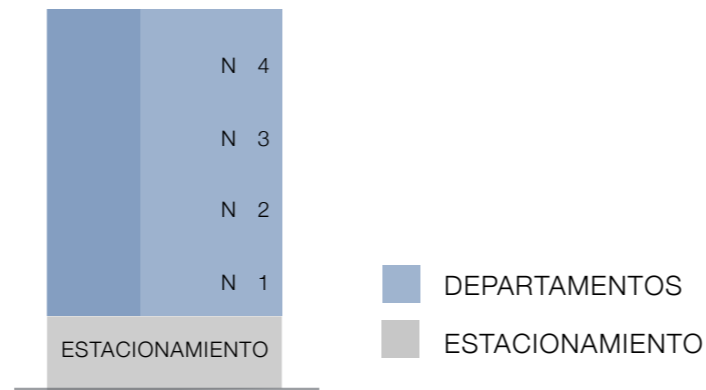 N 4
N 3
N 2
N 1
ESTACIONAMIENTO
DEPARTAMENTOS
ESTACIONAMIENTO